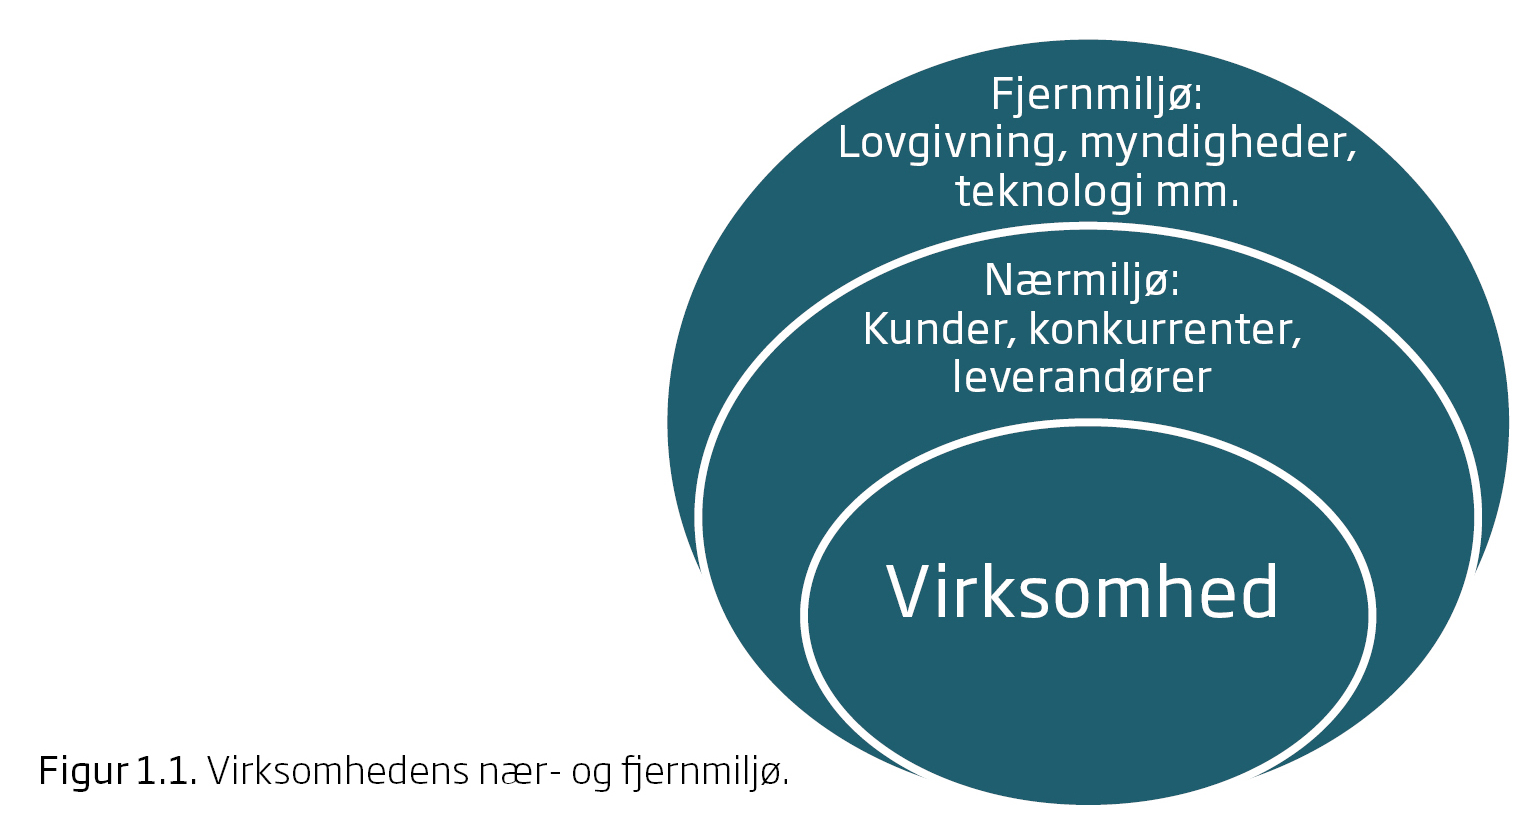 Fjernmiljø:
Lovgivning, myndigheder,
teknologi mm.
Nærmiljø:
Kunder, konkurrenter,
leverandører
Virksomhed
Figur 1.1. Virksomhedens nær- og fjernmiljø.